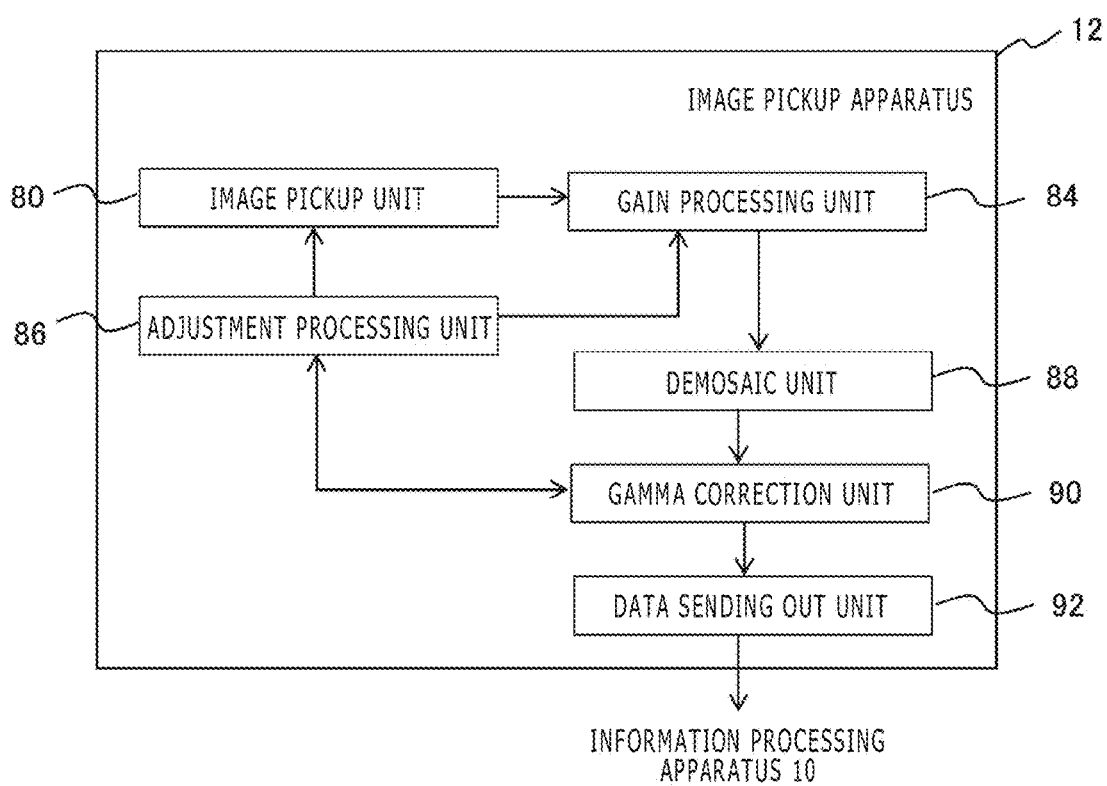 12
IMAGE PICKUP APPARATUS
80
IMAGE PICKUP UNIT
GAIN PROCESSING UNIT
84
86
ADJUSTMENT PROCESSING UNIT
DEMOSAIC UNIT
88
GAMMA CORRECTION UNIT
90
DATA SENDING OUT UNIT
92
INFORMATION PROCESSING
APPARATUS 10